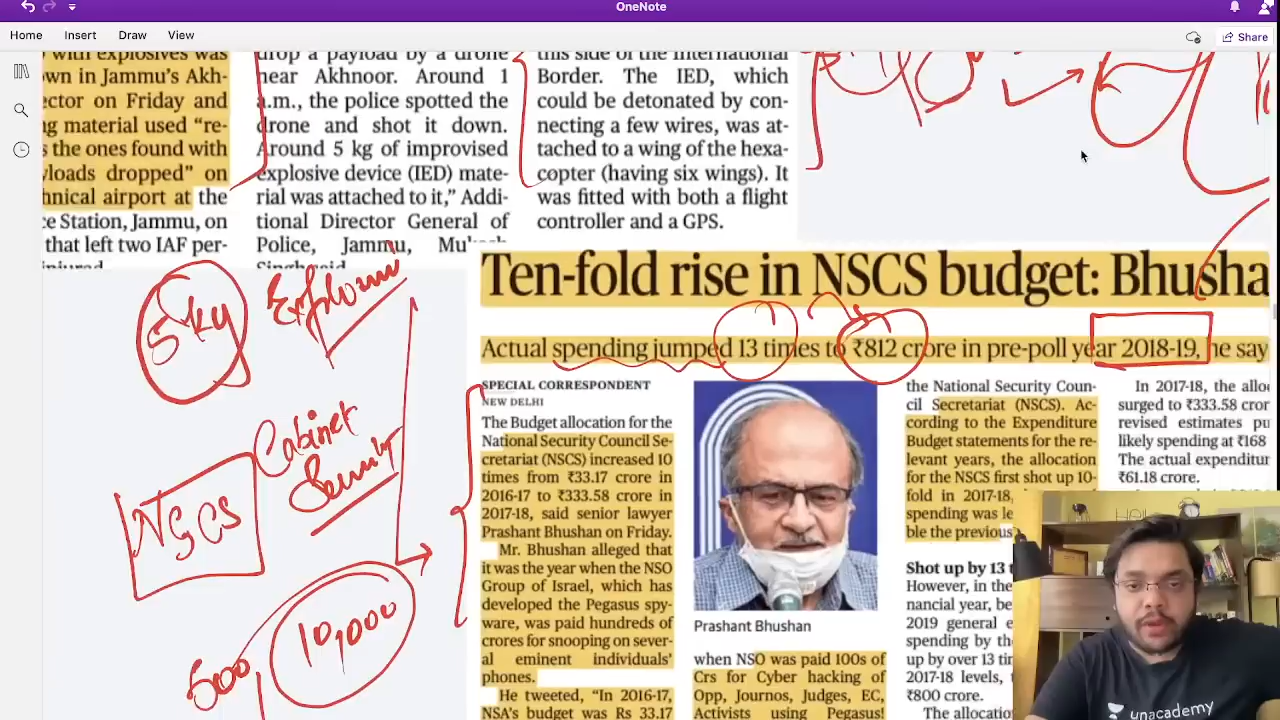 OneNote
Home Insert Draw View Share
with explosives was
own in Jammu's Akh-
ector on Friday and
ng material used "re-
s the ones found with
yloads dropped" on
hnical airport at the
ce Station, Jammu, on
that left two IAF per-
drop a payload by a drone
near Akhnoor. Around 1
a.m., the police spotted the
drone and shot it down.
Around 5 kg of improvised
explosive device (IED) mate-
rial was attached to it," Addi-
tional Director General of
Police, Jammu,
this side of the International
Border. The IED, which
could be detonated by con-
necting a few wires, was at-
tached to a wing of the hexa-
copter (having six wings). It
was fitted with both a flight
controller and a GPS.
5 kg
NSCS
Cabinet
Security
10,000
500
Ten-fold rise in NSCS budget: Bhusha
Actual spending jumped 13 times to ₹812 crore in pre-poll year 2018-19, he say
SPECIAL CORRESPONDENT
NEW DELHI
The Budget allocation for the
National Security Council Se-
cretariat (NSCS) increased 10
times from ₹33.17 crore in
2016-17 to ₹333.58 crore in
2017-18, said senior lawyer
Prashant Bhushan on Friday.
Mr. Bhushan alleged that
it was the year when the NSO
Group of Israel, which has
developed the Pegasus spy-
ware, was paid hundreds of
crores for snooping on sever-
al eminent individuals'
phones.
He tweeted, "In 2016-17,
NSA's budget was Rs 33.17
Prashant Bhushan
when NSO was paid 100s of
Crs for Cyber hacking of
Opp, Journos, Judges, EC,
Activists using Pegasus!
the National Security Coun-
cil Secretariat (NSCS). Ac-
cording to the Expenditure
Budget statements for the re-
levant years, the allocation
for the NSCS first shot up 10-
fold in 2017-18,
spending was le
ble the previous
Shot up by 13 t
However, in the
nancial year, be
2019 general e
spending by the
up by over 13 tim
2017-18 levels,
₹800 crore.
The allocation
In 2017-18, the allo
surged to ₹333.58 cror
revised estimates pu
likely spending at ₹168
The actual expenditur
₹61.18 crore.
unacademy